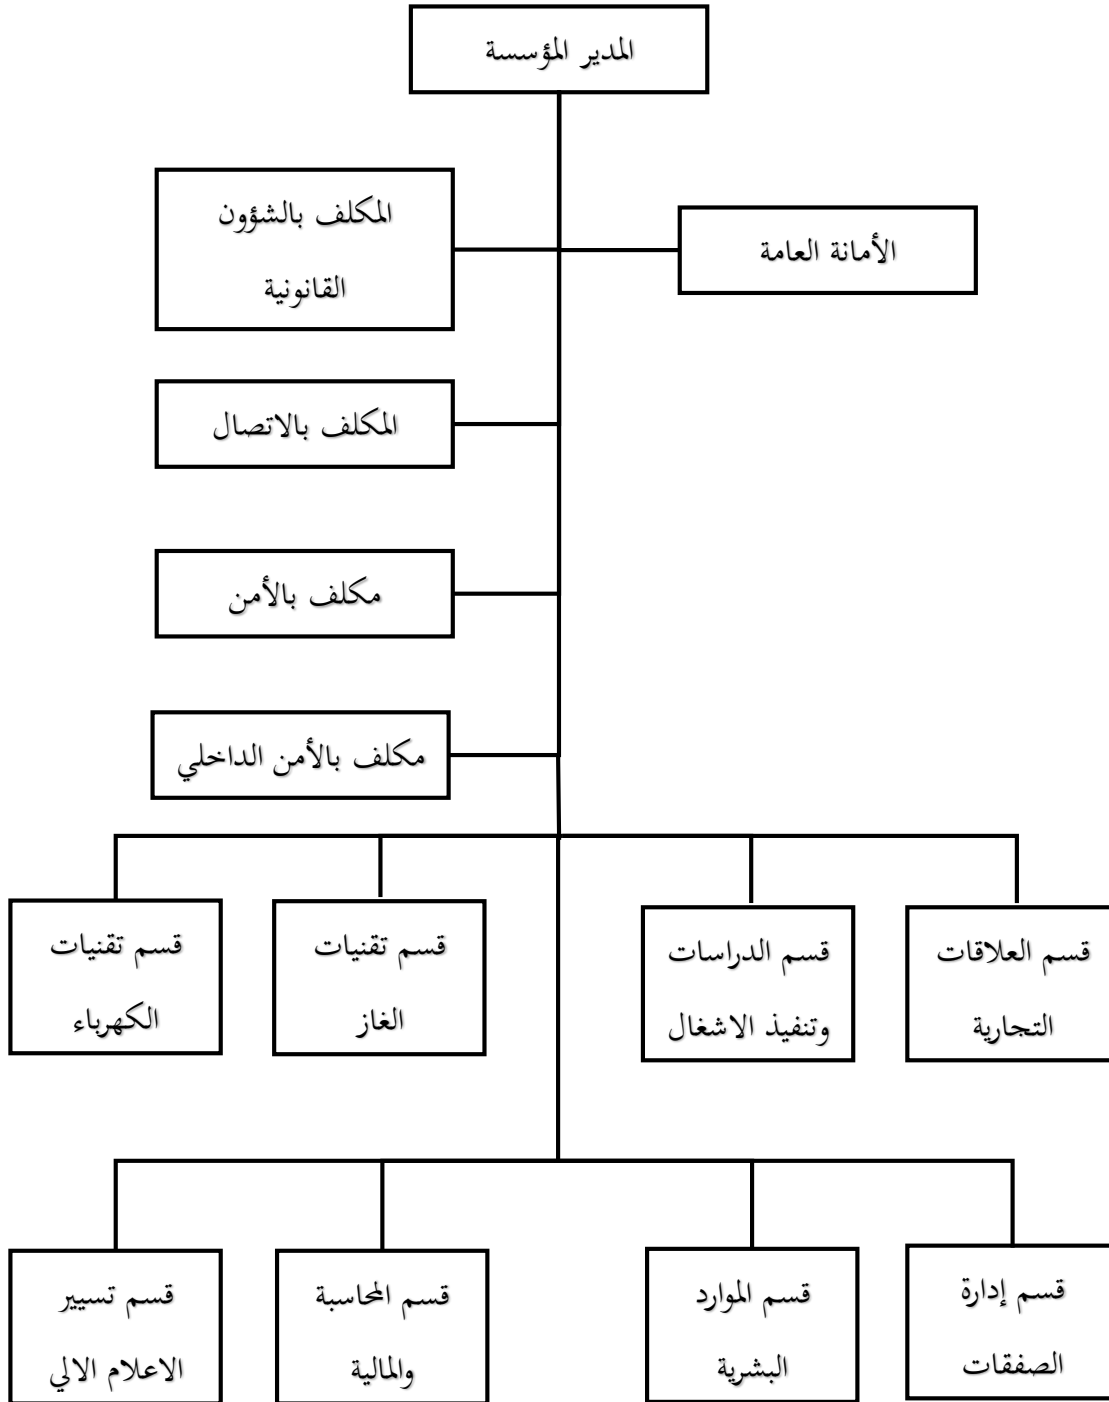 المدير المؤسسة
الأمانة العامة
المكلف بالشؤون
القانونية
المكلف بالاتصال
مكلف بالأمن
مكلف بالأمن الداخلي
قسم العلاقات
التجارية
قسم الدراسات
وتنفيذ الاشغال
قسم تقنيات
الغاز
قسم تقنيات
الكهرباء
قسم إدارة
الصفقات
قسم الموارد
البشرية
قسم المحاسبة
والمالية
قسم تسيير
الاعلام الالي